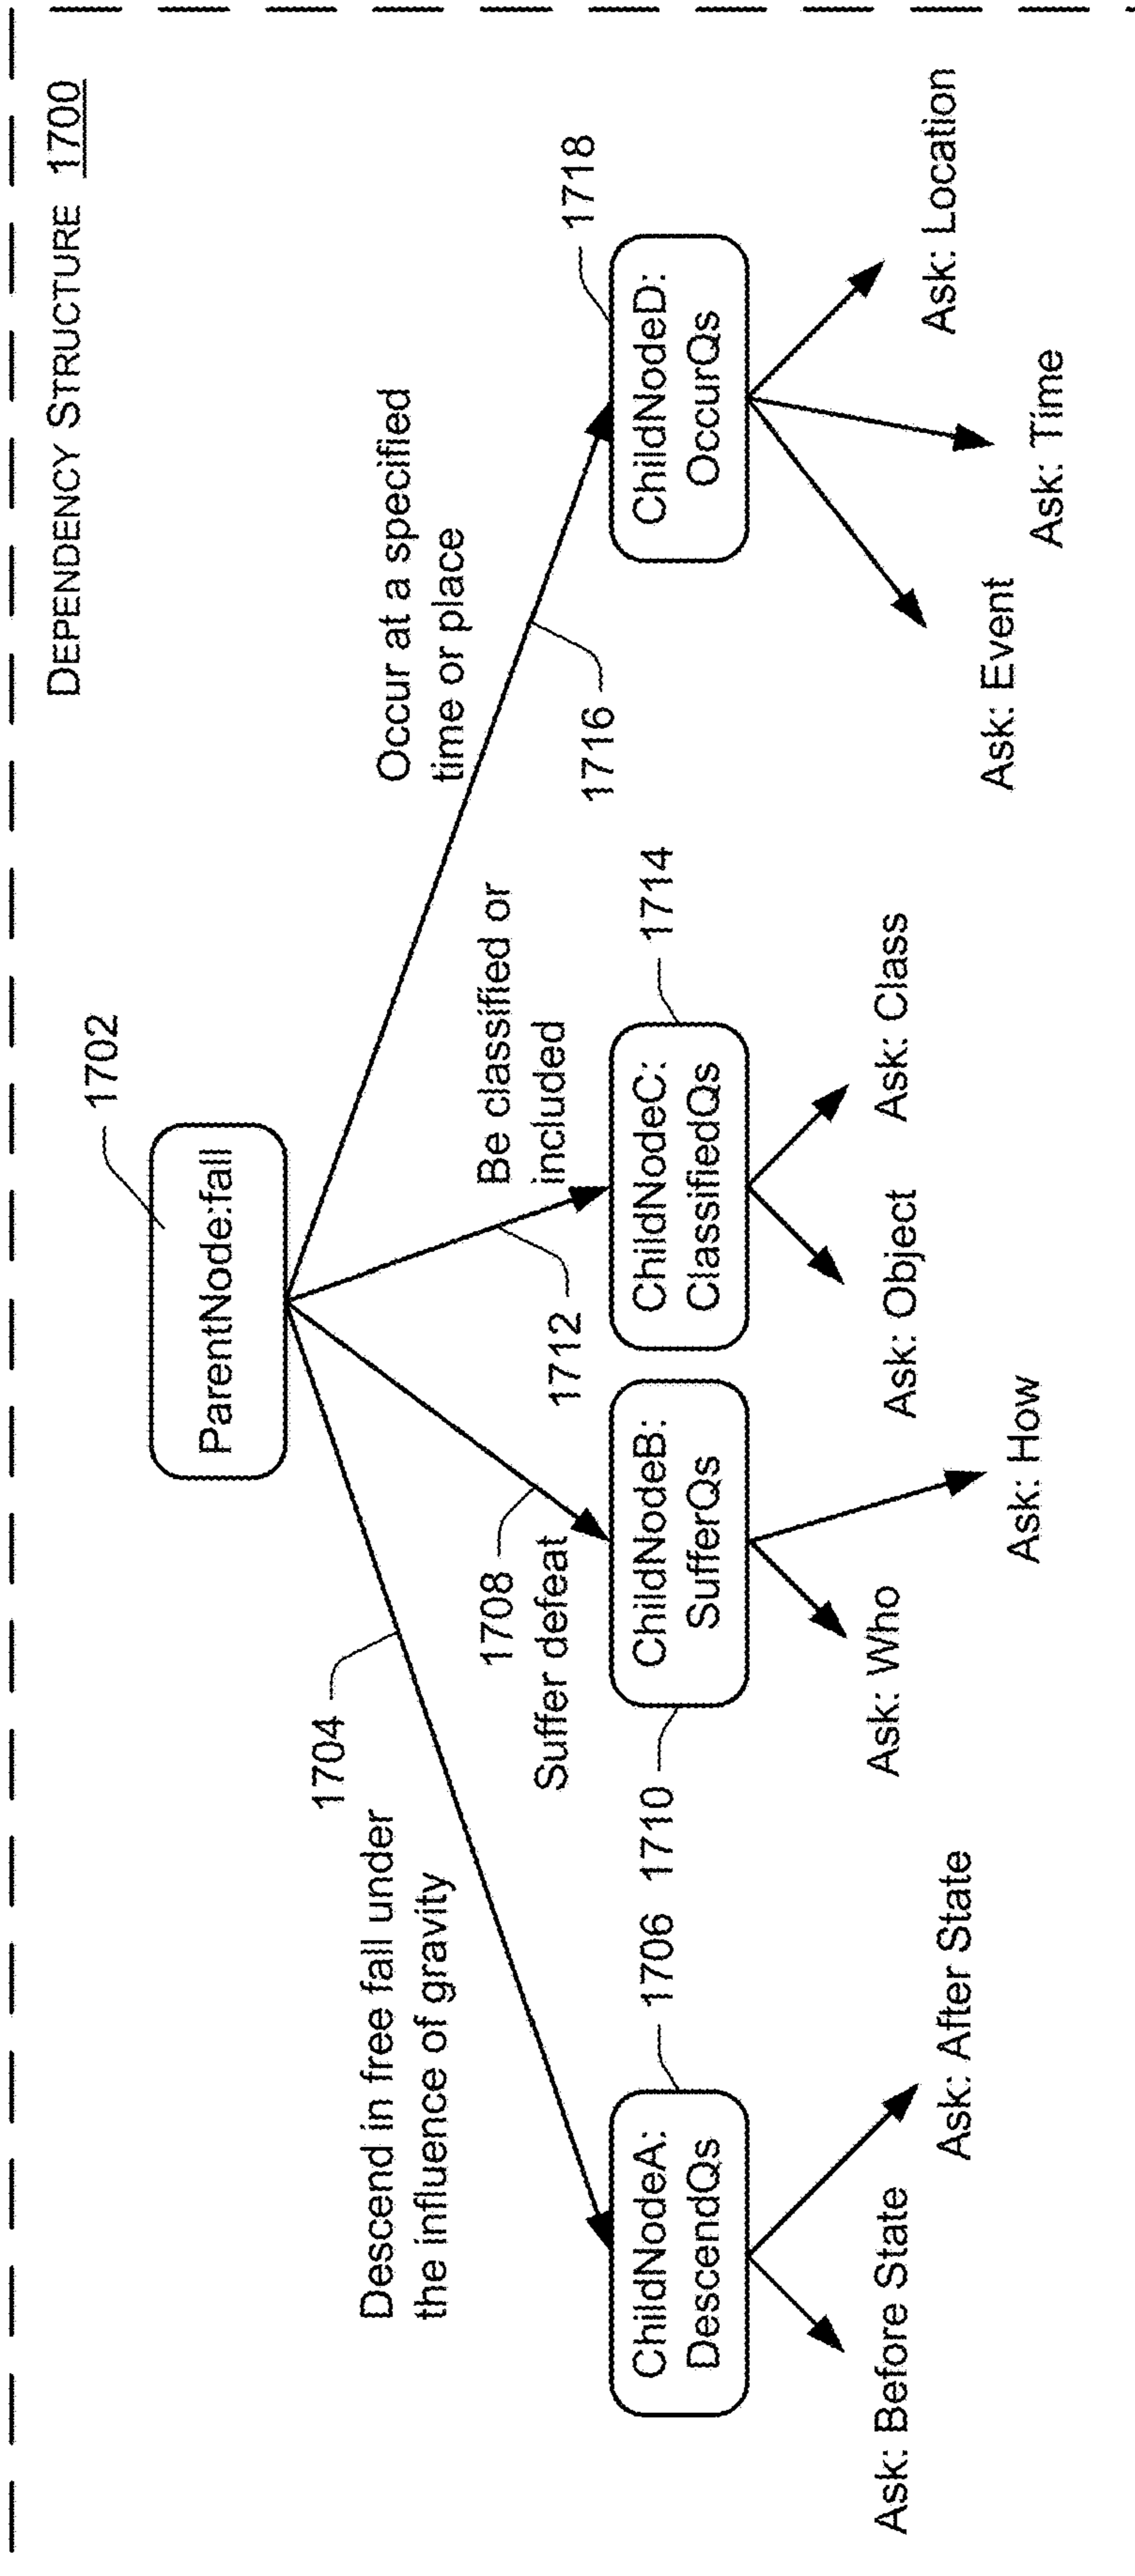 DEPENDENCY STRUCTURE 1700
1702
ParentNode:fall
1704
Descend in free fall under
the influence of gravity
1708
Suffer defeat
1712
Be classified or
included
Occur at a specified
time or place
1716
1706
ChildNodeA:
DescendQs
1710
ChildNodeB:
SufferQs
1714
ChildNodeC:
ClassifiedQs
1718
ChildNodeD:
OccurQs
Ask: Before State
Ask: After State
Ask: Who
Ask: How
Ask: Object
Ask: Class
Ask: Event
Ask: Time
Ask: Location